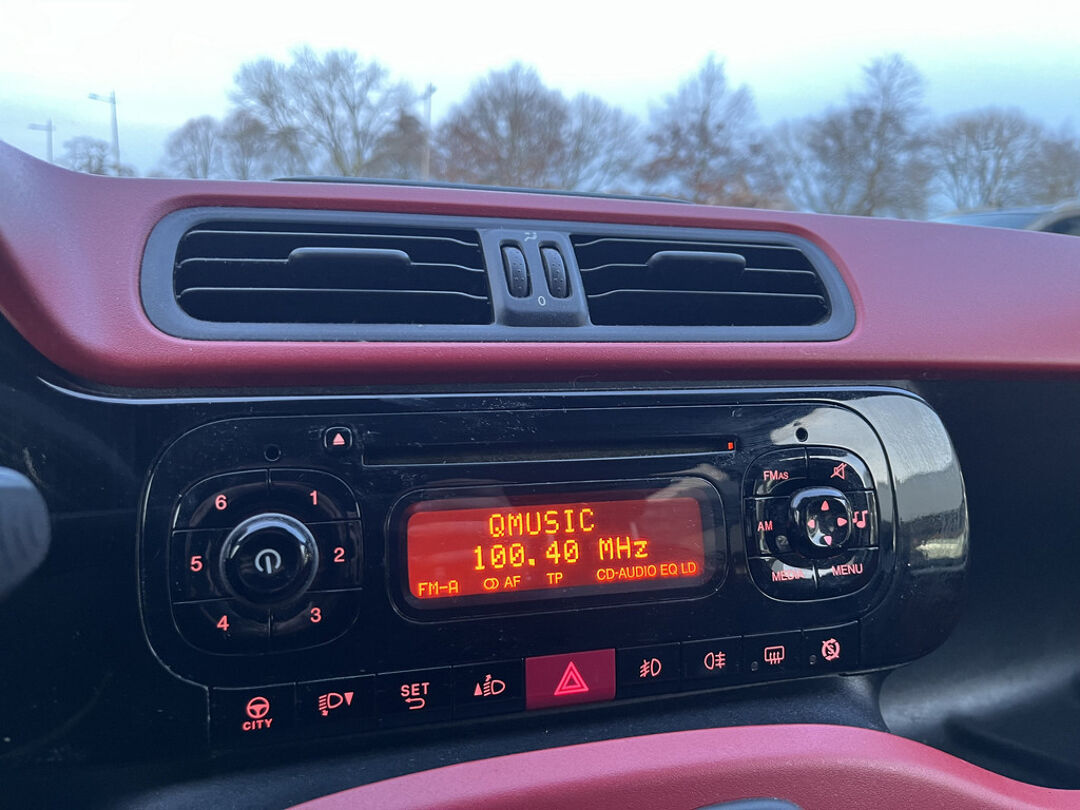 0
FMAS
6
1
QMUSIC
AM
5
2
100.40 MHz
FM-A AF TP CD-AUDIO EQ LD
MEDIA
MENU
4
3
CITY
SET